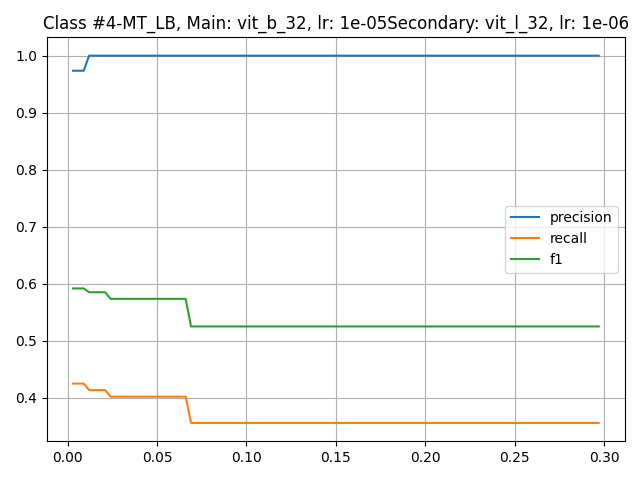 Class #4-MT_LB, Main: vit_b_32, lr: 1e-05Secondary: vit_l_32, lr: 1e-06
1.0
0.9
0.8
0.7
0.6
0.5
0.4
precision
recall
f1
0.00 0.05 0.10 0.15 0.20 0.25 0.30